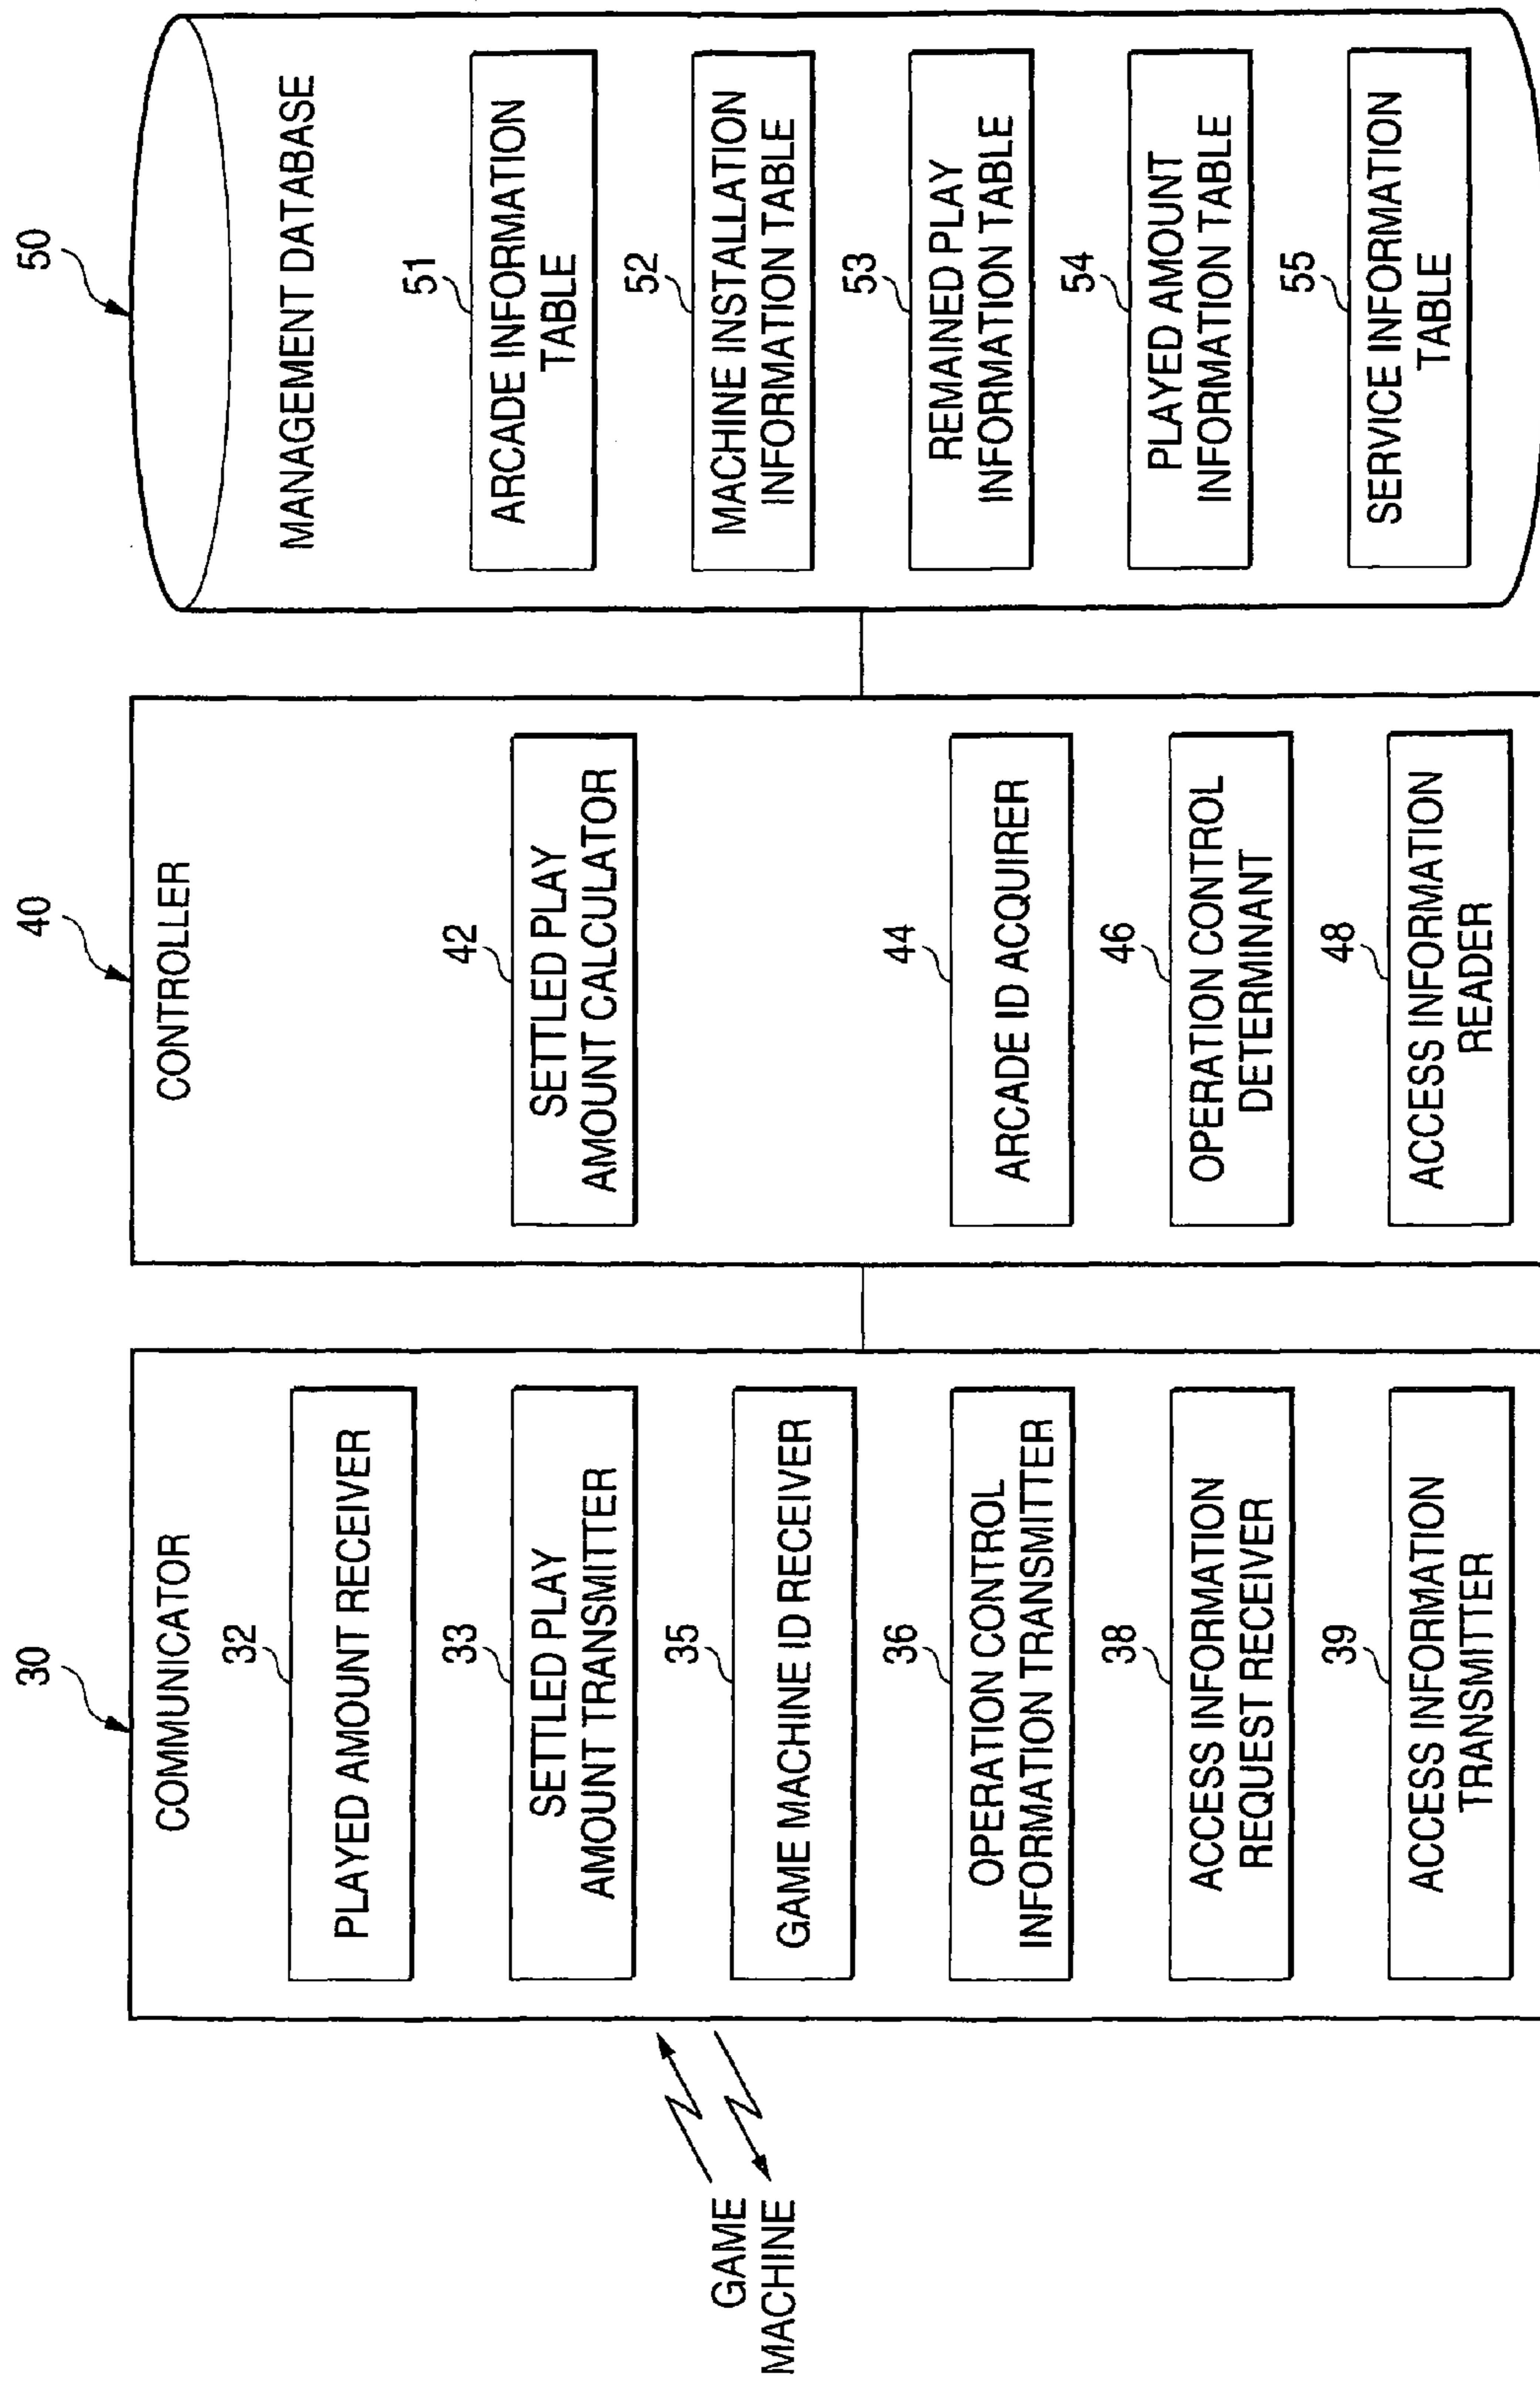 30
COMMUNICATOR
32
PLAYED AMOUNT RECEIVER
33
SETTLED PLAY
AMOUNT TRANSMITTER
35
GAME MACHINE ID RECEIVER
36
OPERATION CONTROL
INFORMATION TRANSMITTER
38
ACCESS INFORMATION
REQUEST RECEIVER
39
ACCESS INFORMATION
TRANSMITTER
GAME
MACHINE
40
CONTROLLER
42
SETTLED PLAY
AMOUNT CALCULATOR
44
ARCADE ID ACQUIRER
46
OPERATION CONTROL
DETERMINANT
48
ACCESS INFORMATION
READER
50
MANAGEMENT DATABASE
51
ARCADE INFORMATION
TABLE
52
MACHINE INSTALLATION
INFORMATION TABLE
53
REMAINED PLAY
INFORMATION TABLE
54
PLAYED AMOUNT
INFORMATION TABLE
55
SERVICE INFORMATION
TABLE